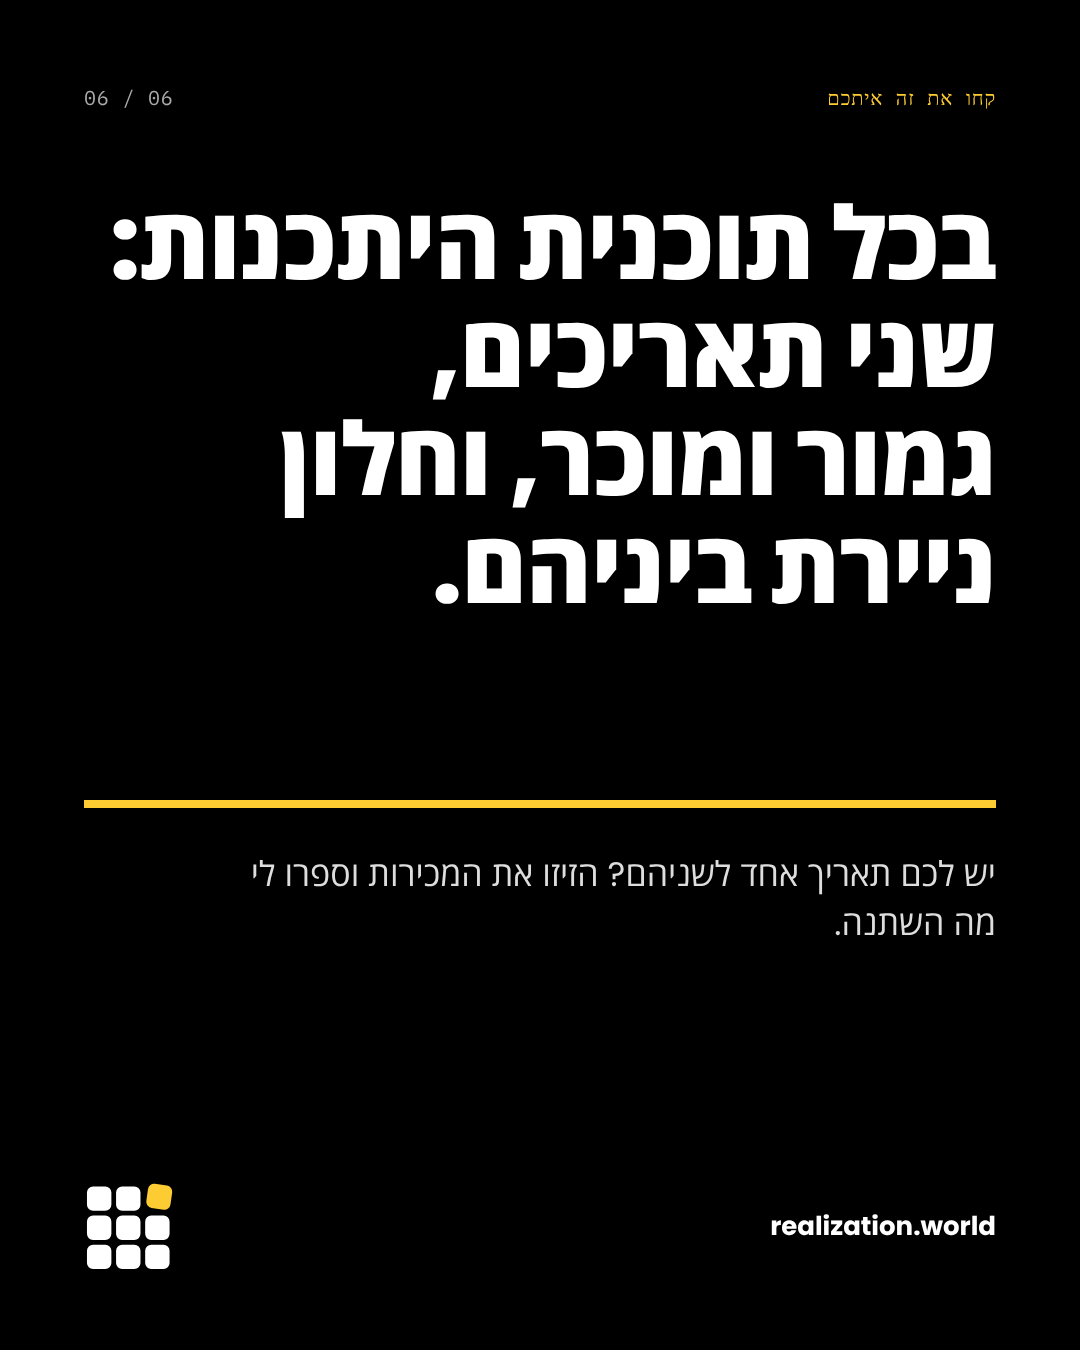 קחו את זה איתכם
06 / 06
בכל תוכנית היתכנות:
שני תאריכים,
גמור ומוכר, וחלון
ניירת ביניהם.
יש לכם תאריך אחד לשניהם? הזיזו את המכירות וספרו לי
מה השתנה.
realization.world